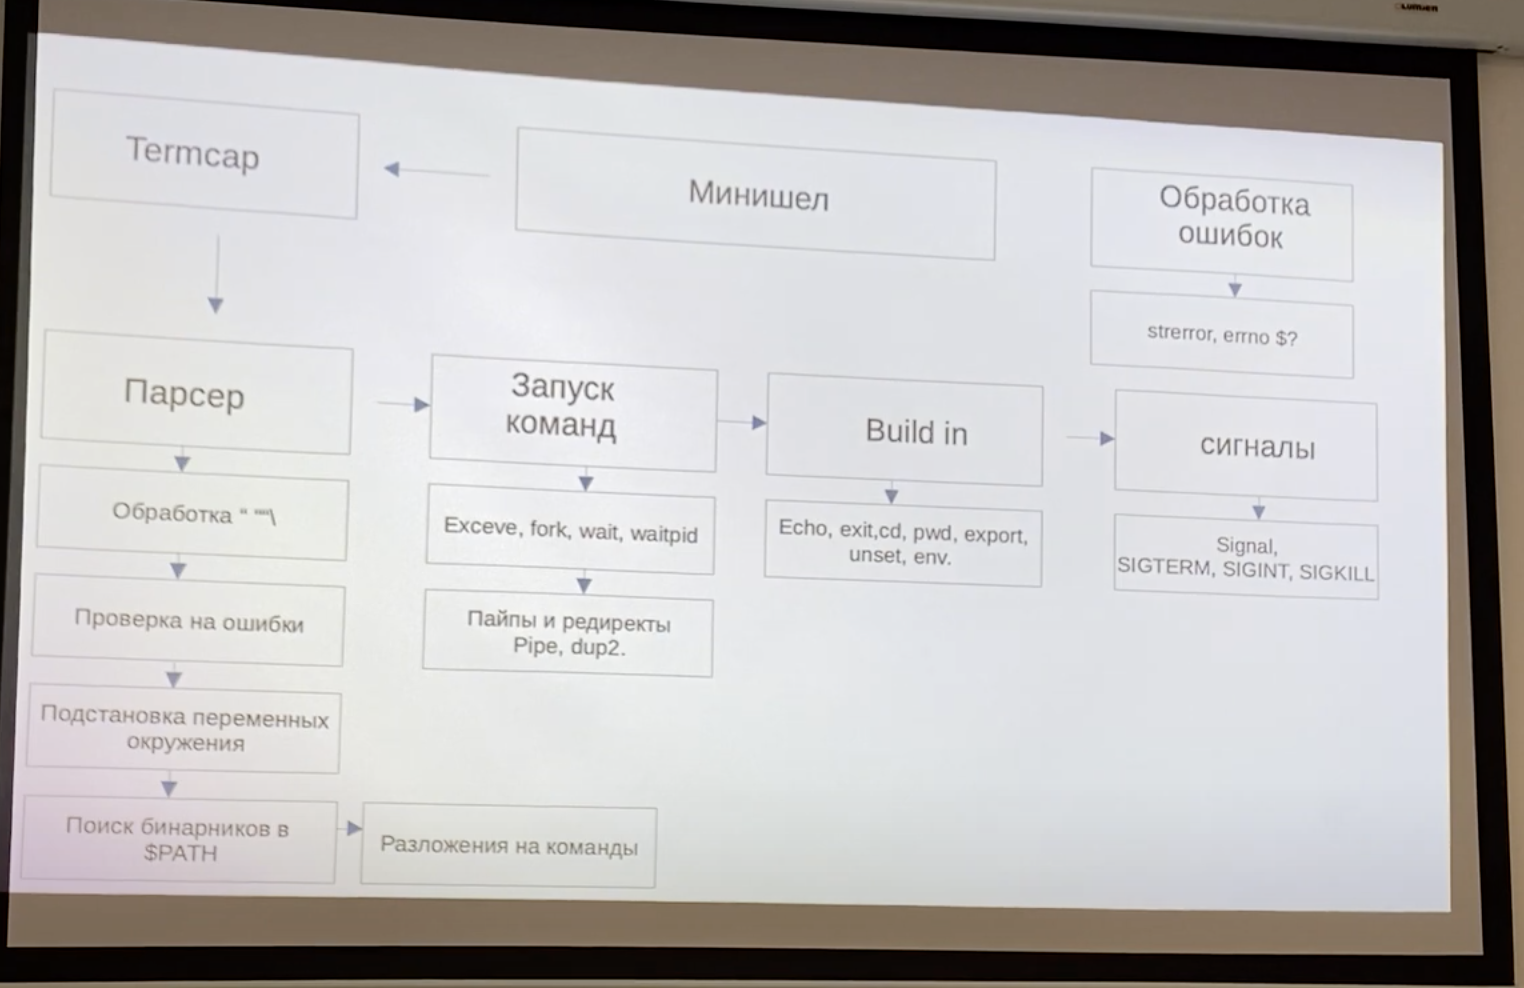 Lumien
Termcap
Минишел
Обработка
ошибок
strerror, errno $?
Парсер
Запуск
команд
Build in
сигналы
Обработка “ ""\
Exceve, fork, wait, waitpid
Echo, exit,cd, pwd, export,
unset, env.
Signal,
SIGTERM, SIGINT, SIGKILL
Проверка на ошибки
Пайпы и редиректы
Pipe, dup2.
Подстановка переменных
окружения
Поиск бинарников в
$PATH
Разложения на команды